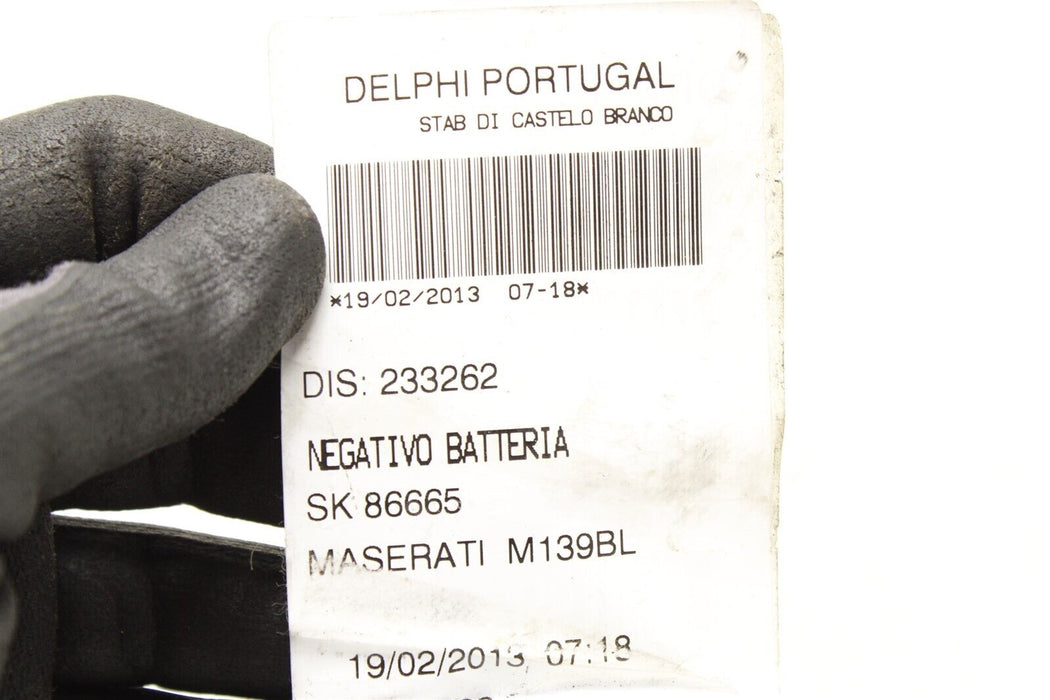 DELPHI PORTUGAL
STAB DI CASTELO BRANCO
*19/02/2013 07-18*
DIS: 233262
NEGATIVO BATTERIA
SK 86665
MASERATI M139BL
19/02/2013 07:18